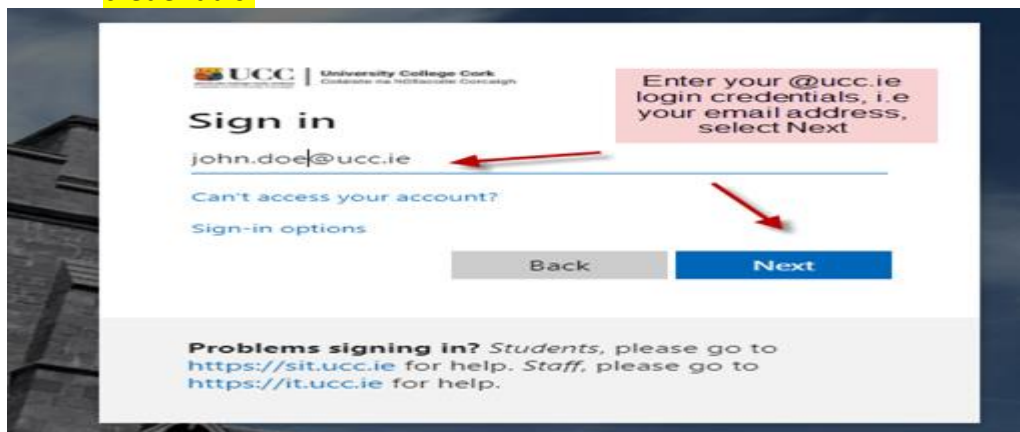 UCC
University College Cork
Coláiste na hOllscoile Corcaigh
Enter your @ucc.ie
login credentials, i.e
your email address,
select Next
Sign in
john.doe@ucc.ie
Can't access your account?
Sign-in options
Back
Next
Problems signing in? Students, please go to
https://sit.ucc.ie for help. Staff, please go to
https://it.ucc.ie for help.